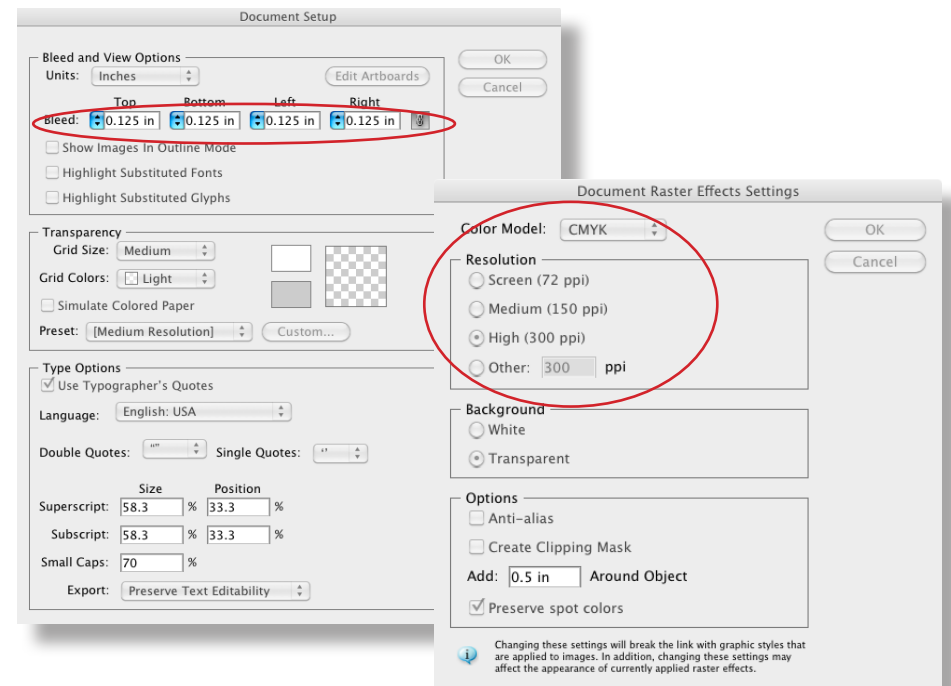 Document Setup
Bleed and View Options
Units: Inches Edit Artboards
OK
Cancel
Top Bottom Left Right
Bleed: 0.125 in 0.125 in 0.125 in 0.125 in
Show Images In Outline Mode
Highlight Substituted Fonts
Highlight Substituted Glyphs
Transparency
Grid Size: Medium
Grid Colors: Light
Simulate Colored Paper
Preset: [Medium Resolution] Custom...
Type Options
Use Typographer's Quotes
Language: English: USA
Double Quotes: “” Single Quotes: ‘’
Size Position
Superscript: 58.3 % 33.3 %
Subscript: 58.3 % 33.3 %
Small Caps: 70 %
Export: Preserve Text Editability
Document Raster Effects Settings
Color Model: CMYK
OK
Cancel
Resolution
Screen (72 ppi)
Medium (150 ppi)
High (300 ppi)
Other: 300 ppi
Background
White
Transparent
Options
Anti-alias
Create Clipping Mask
Add: 0.5 in Around Object
Preserve spot colors
Changing these settings will break the link with graphic styles that
are applied to images. In addition, changing these settings may
affect the appearance of currently applied raster effects.